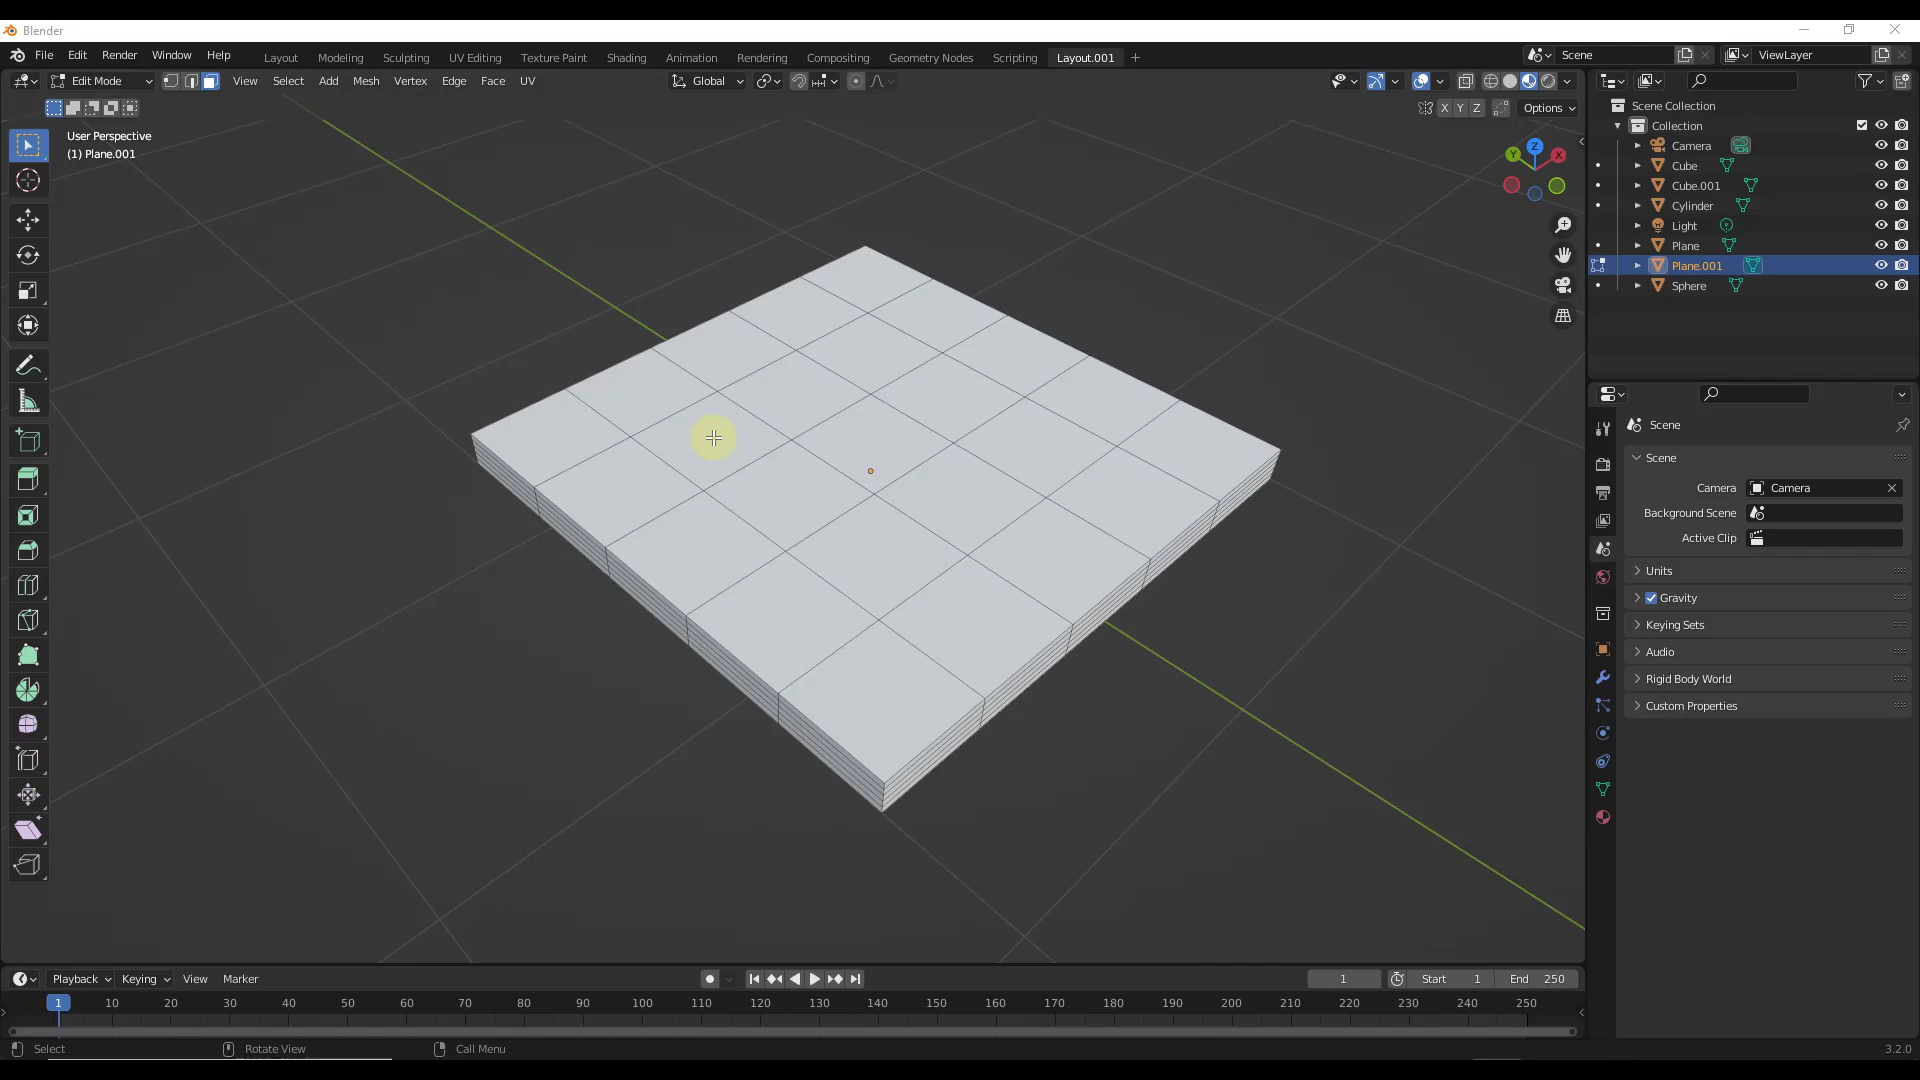 Blender
File Edit Render Window Help Layout Modeling Sculpting UV Editing Texture Paint Shading Animation Rendering Compositing Geometry Nodes Scripting Layout.001 + Scene ViewLayer
Edit Mode View Select Add Mesh Vertex Edge Face UV Global
X Y Z Options
User Perspective
(1) Plane.001
Z
Y X
Scene Collection
Collection
Camera
Cube
Cube.001
Cylinder
Light
Plane
Plane.001
Sphere
Scene
Scene
Camera Camera
Background Scene
Active Clip
Units
Gravity
Keying Sets
Audio
Rigid Body World
Custom Properties
Playback Keying View Marker 1 Start 1 End 250
1 10 20 30 40 50 60 70 80 90 100 110 120 130 140 150 160 170 180 190 200 210 220 230 240 250
Select Rotate View Call Menu 3.2.0